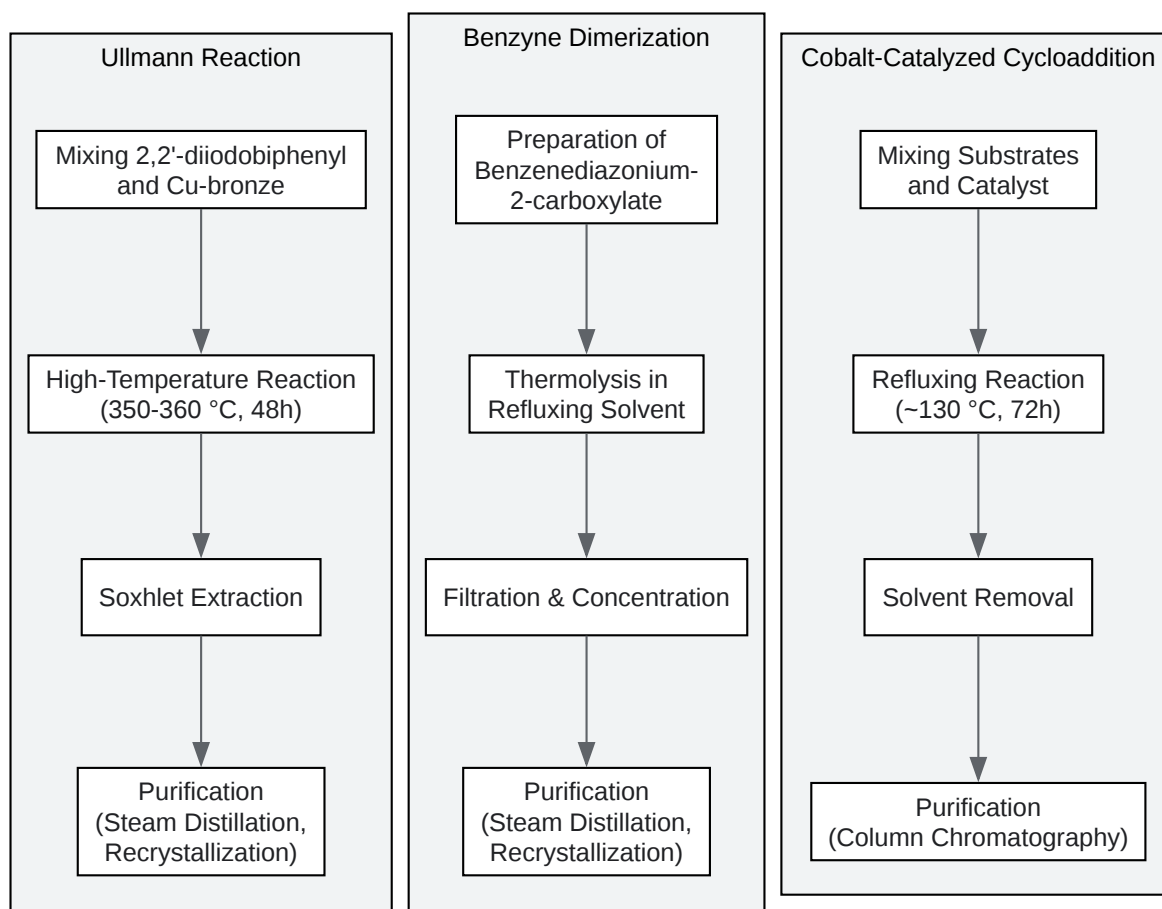 Ullmann Reaction
Mixing 2,2'-diiodobiphenyl
and Cu-bronze
High-Temperature Reaction
(350-360 °C, 48h)
Soxhlet Extraction
Purification
(Steam Distillation,
Recrystallization)
Benzyne Dimerization
Preparation of
Benzenediazonium-
2-carboxylate
Thermolysis in
Refluxing Solvent
Filtration & Concentration
Purification
(Steam Distillation,
Recrystallization)
Cobalt-Catalyzed Cycloaddition
Mixing Substrates
and Catalyst
Refluxing Reaction
(~130 °C, 72h)
Solvent Removal
Purification
(Column Chromatography)